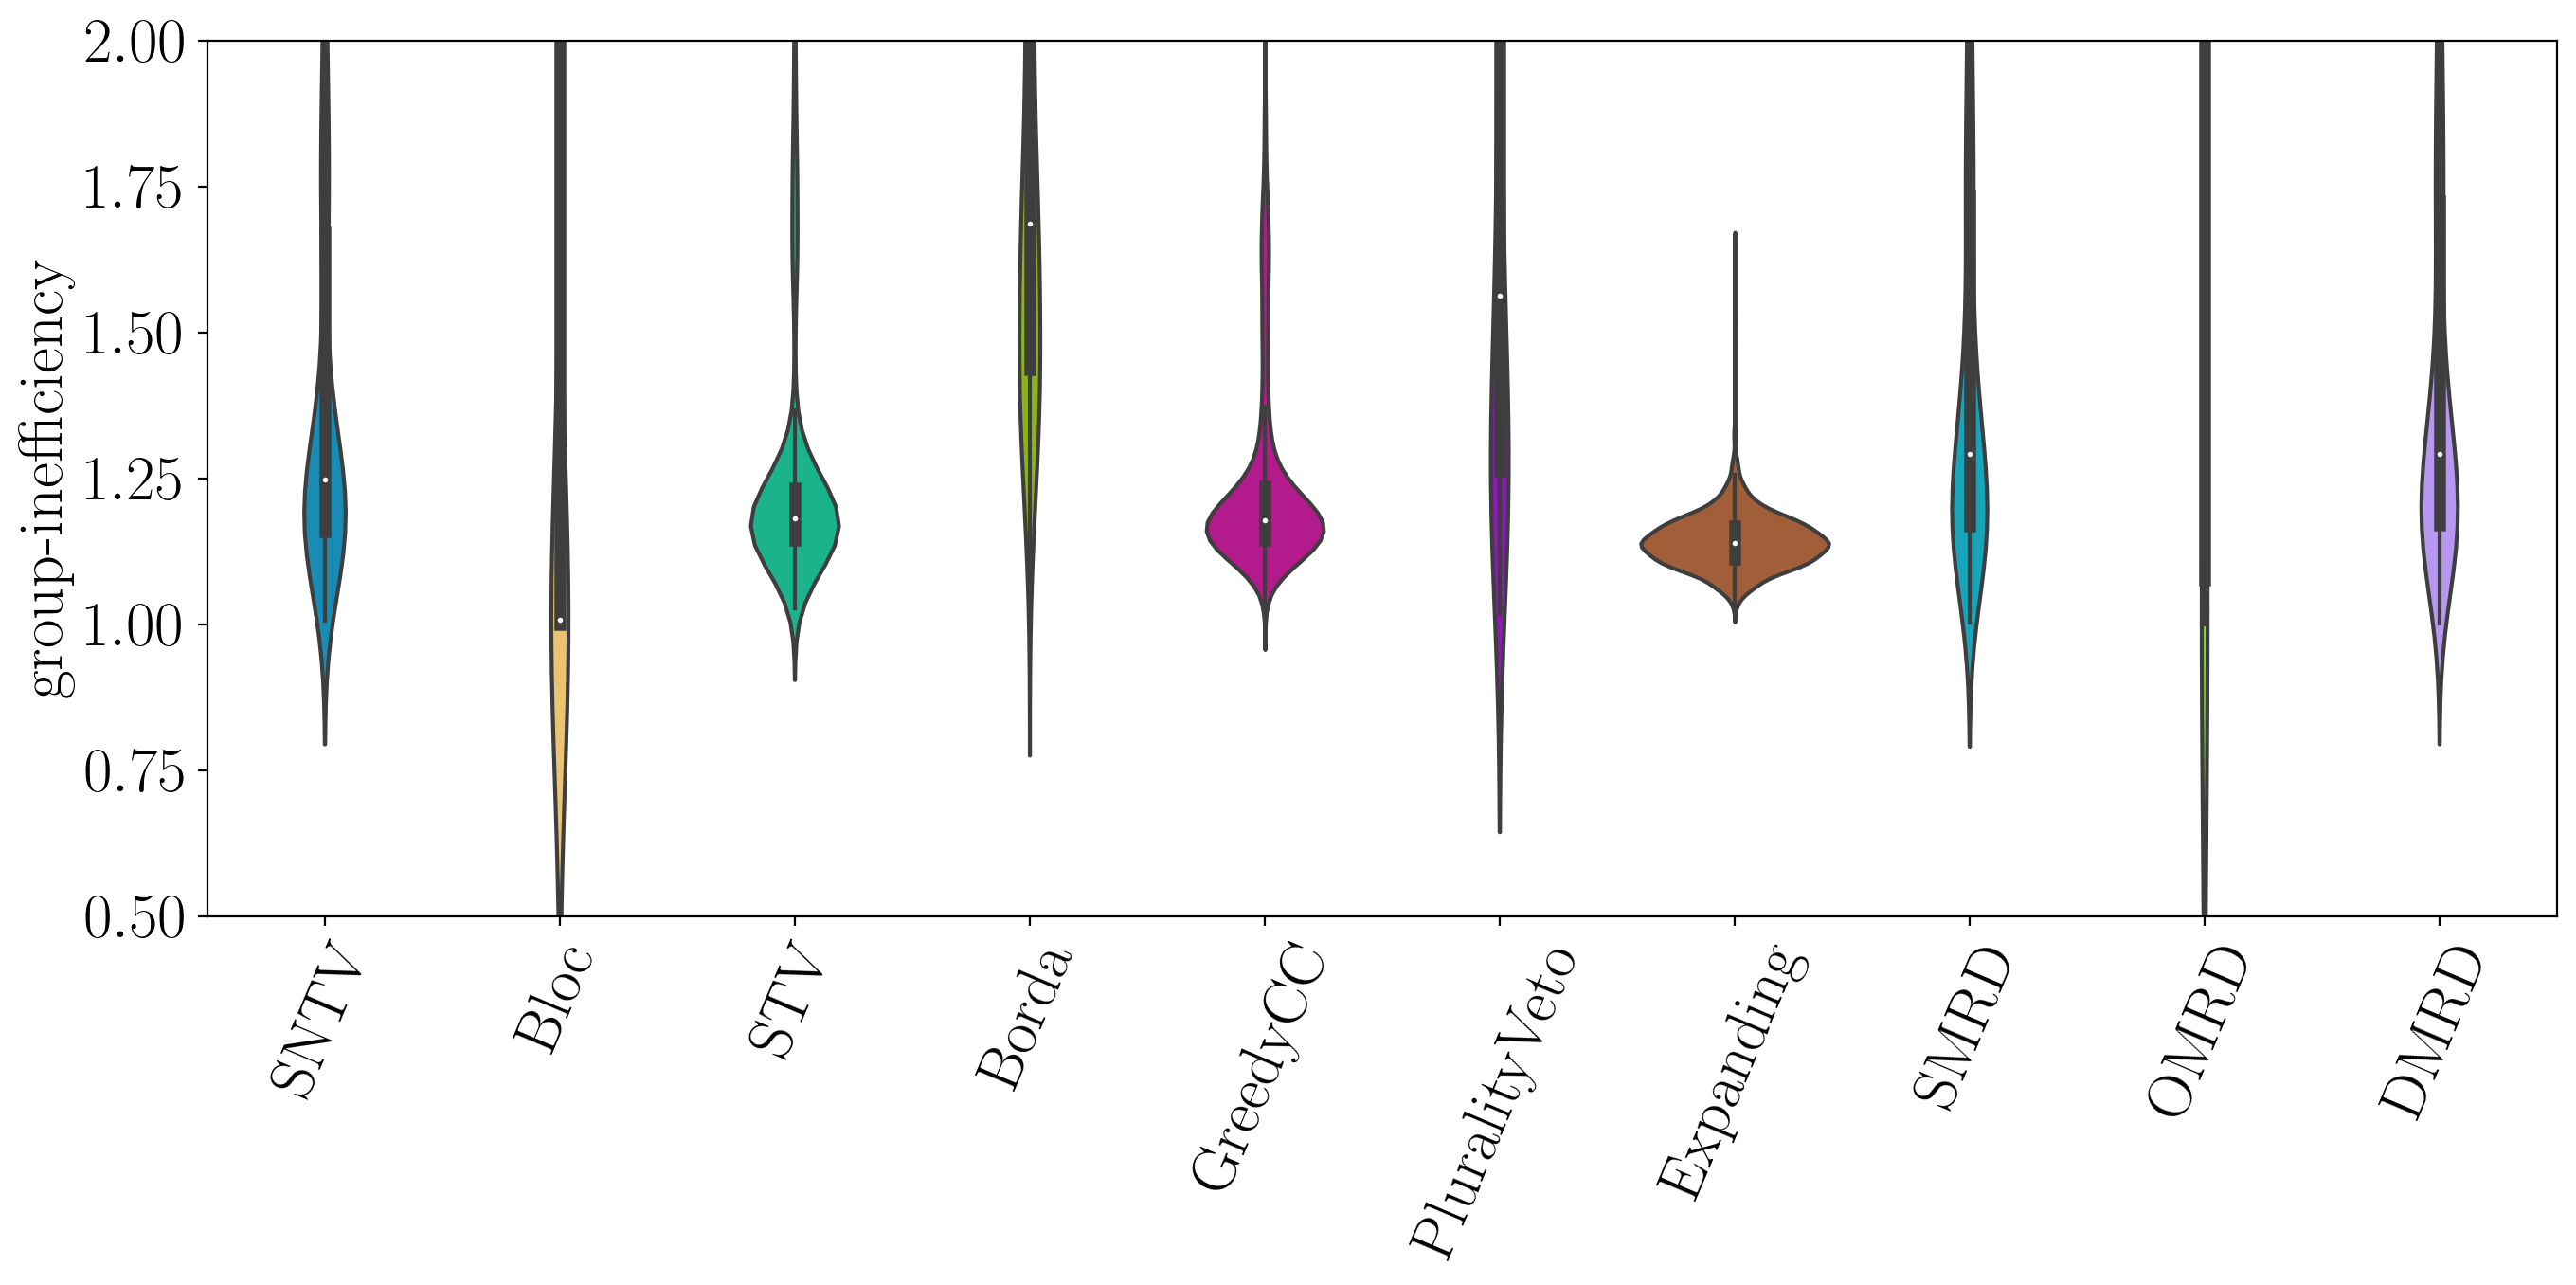 group-inefficiency
2.00
1.75
1.50
1.25
1.00
0.75
0.50
SNTV
Bloc
STV
Borda
GreedyCC
PluralityVeto
Expanding
SMRD
OMRD
DMRD